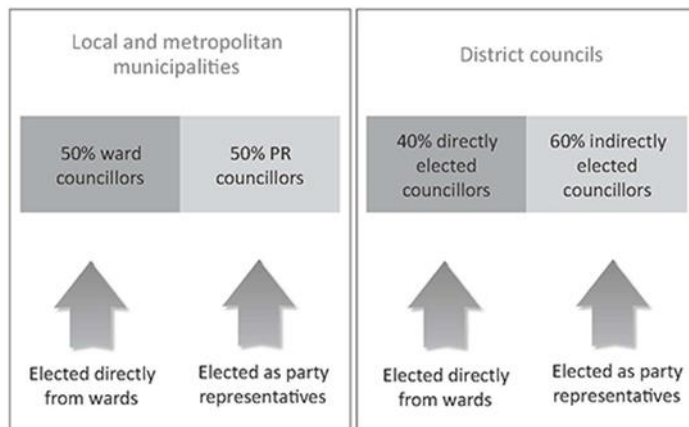 Local and metropolitan
municipalities
50% ward
councillors
50% PR
councillors
Elected directly
from wards
Elected as party
representatives
District councils
40% directly
elected
councillors
60% indirectly
elected
councillors
Elected directly
from wards
Elected as party
representatives